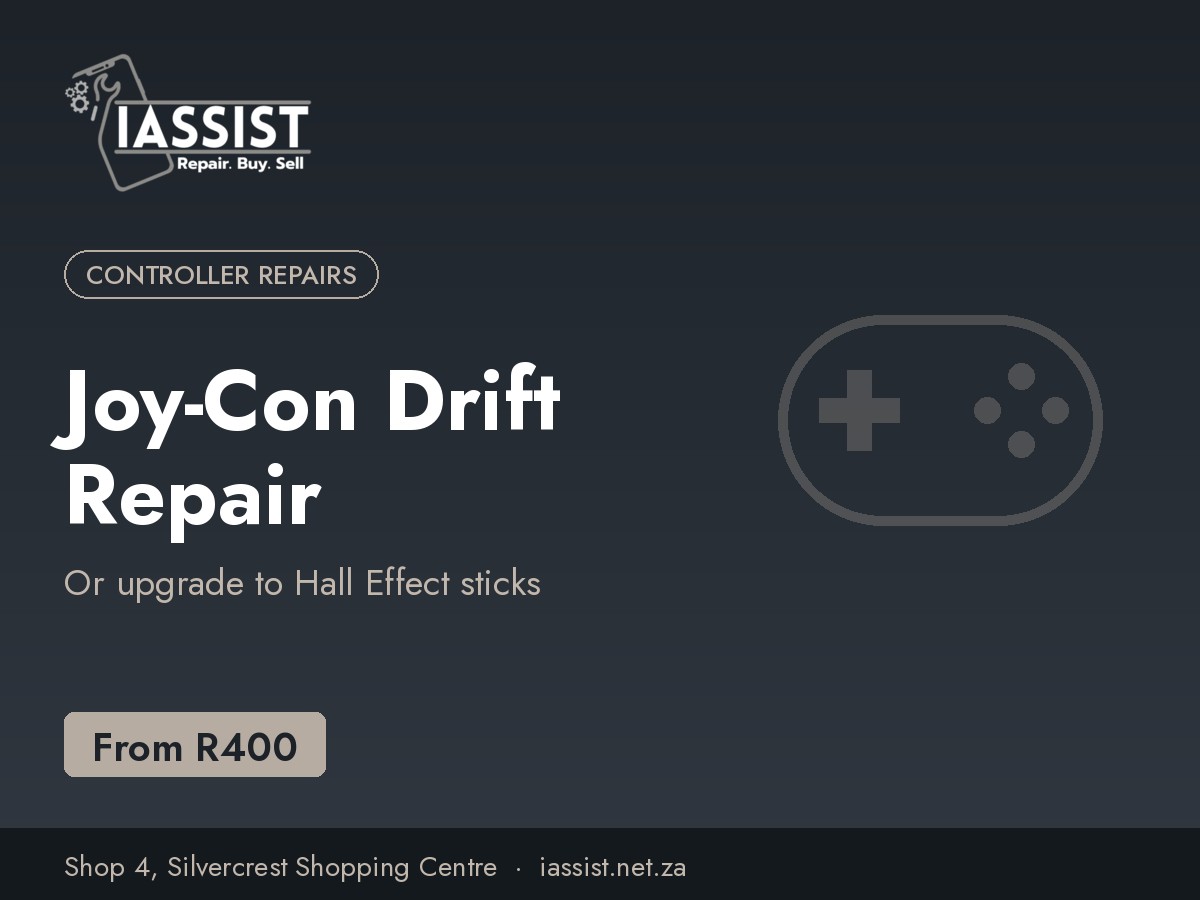 IASSIST
Repair. Buy. Sell
CONTROLLER REPAIRS
Joy-Con Drift
Repair
Or upgrade to Hall Effect sticks
From R400
Shop 4, Silvercrest Shopping Centre · iassist.net.za